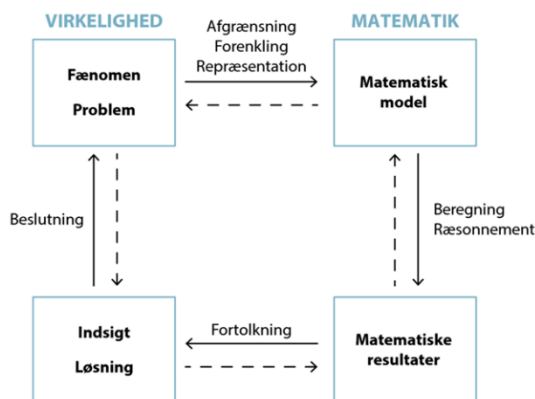 VIRKELIGHED
MATEMATIK
Afgrænsning
Forenkling
Repræsentation
Fænomen
Problem
Matematisk
model
Beslutning
Beregning
Ræsonnement
Indsigt
Løsning
Fortolkning
Matematiske
resultater